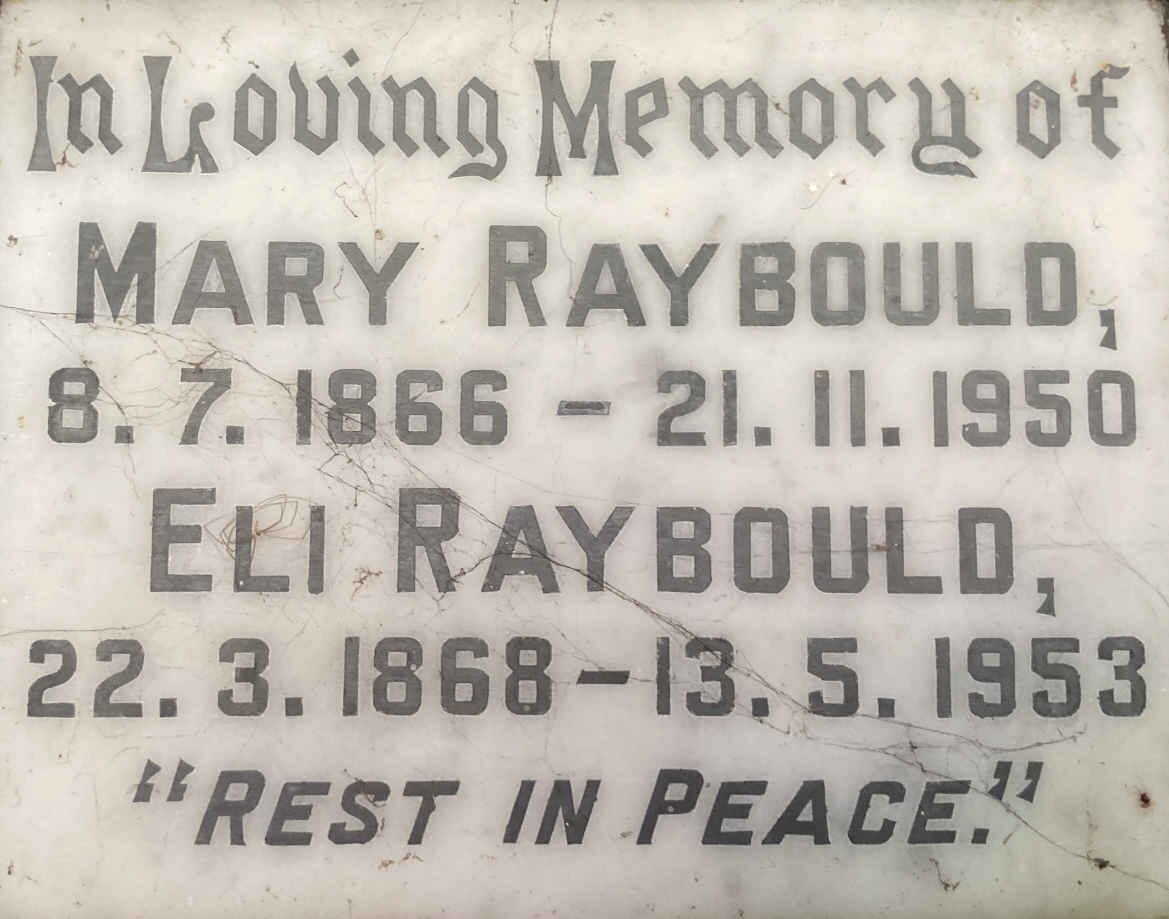 In Loving Memory of
MARY RAYBOULD,
8. 7. 1866 - 21. 11. 1950
ELI RAYBOULD,
22. 3. 1868 - 13. 5. 1953
“REST IN PEACE.”